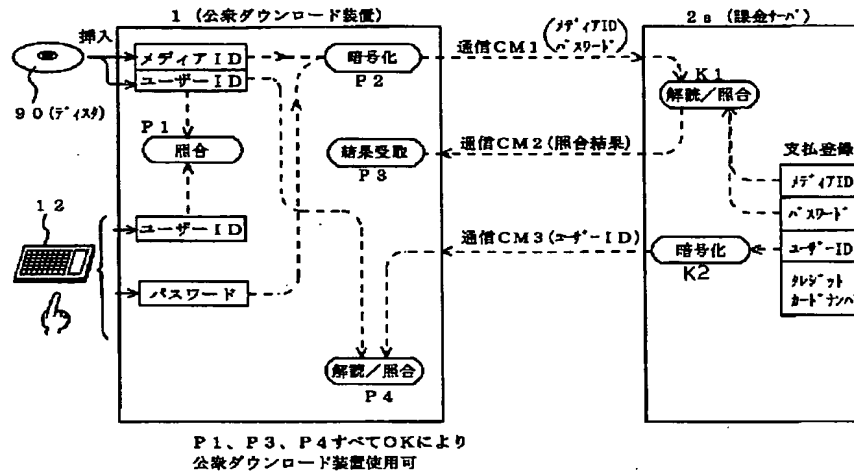 1 (公衆ダウンロード装置)
2a (課金サーバ)
挿入
メディアID
ユーザーID
90(ディスク)
暗号化
P2
通信CM1 (メディアID
パスワード)
K1
解読/照合
P1
照合
結果受取
P3
通信CM2(照合結果)
支払登録
メディアID
パスワード
ユーザーID
クレジット
カードナンバ
12
ユーザーID
通信CM3(ユーザーID)
暗号化
K2
パスワード
解読/照合
P4
P1、P3、P4すべてOKにより
公衆ダウンロード装置使用可